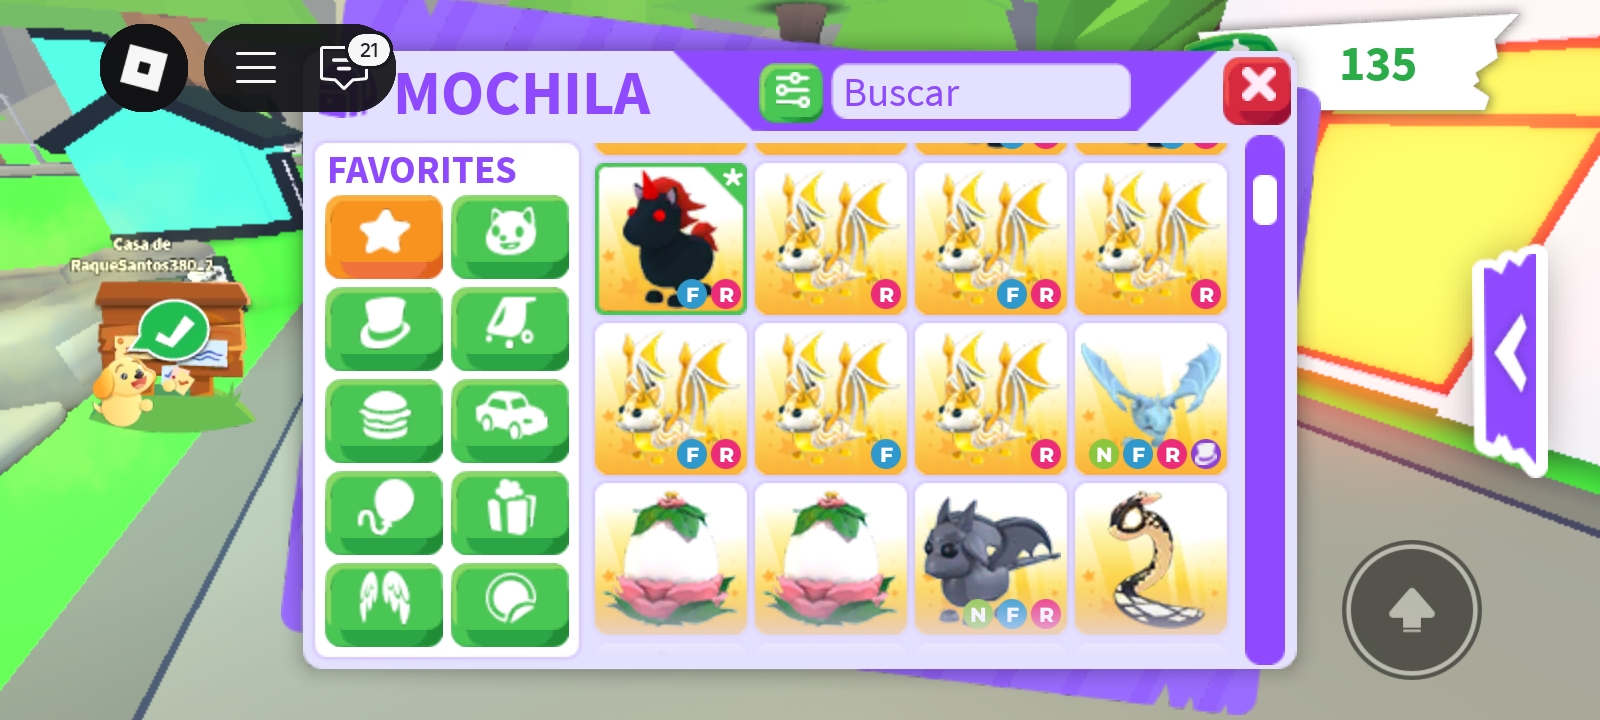 21
MOCHILA
Buscar
135
FAVORITES
Casa de
RaqueSantos380_2
F R
R
F R
R
F R
F
R
N F R
N F R